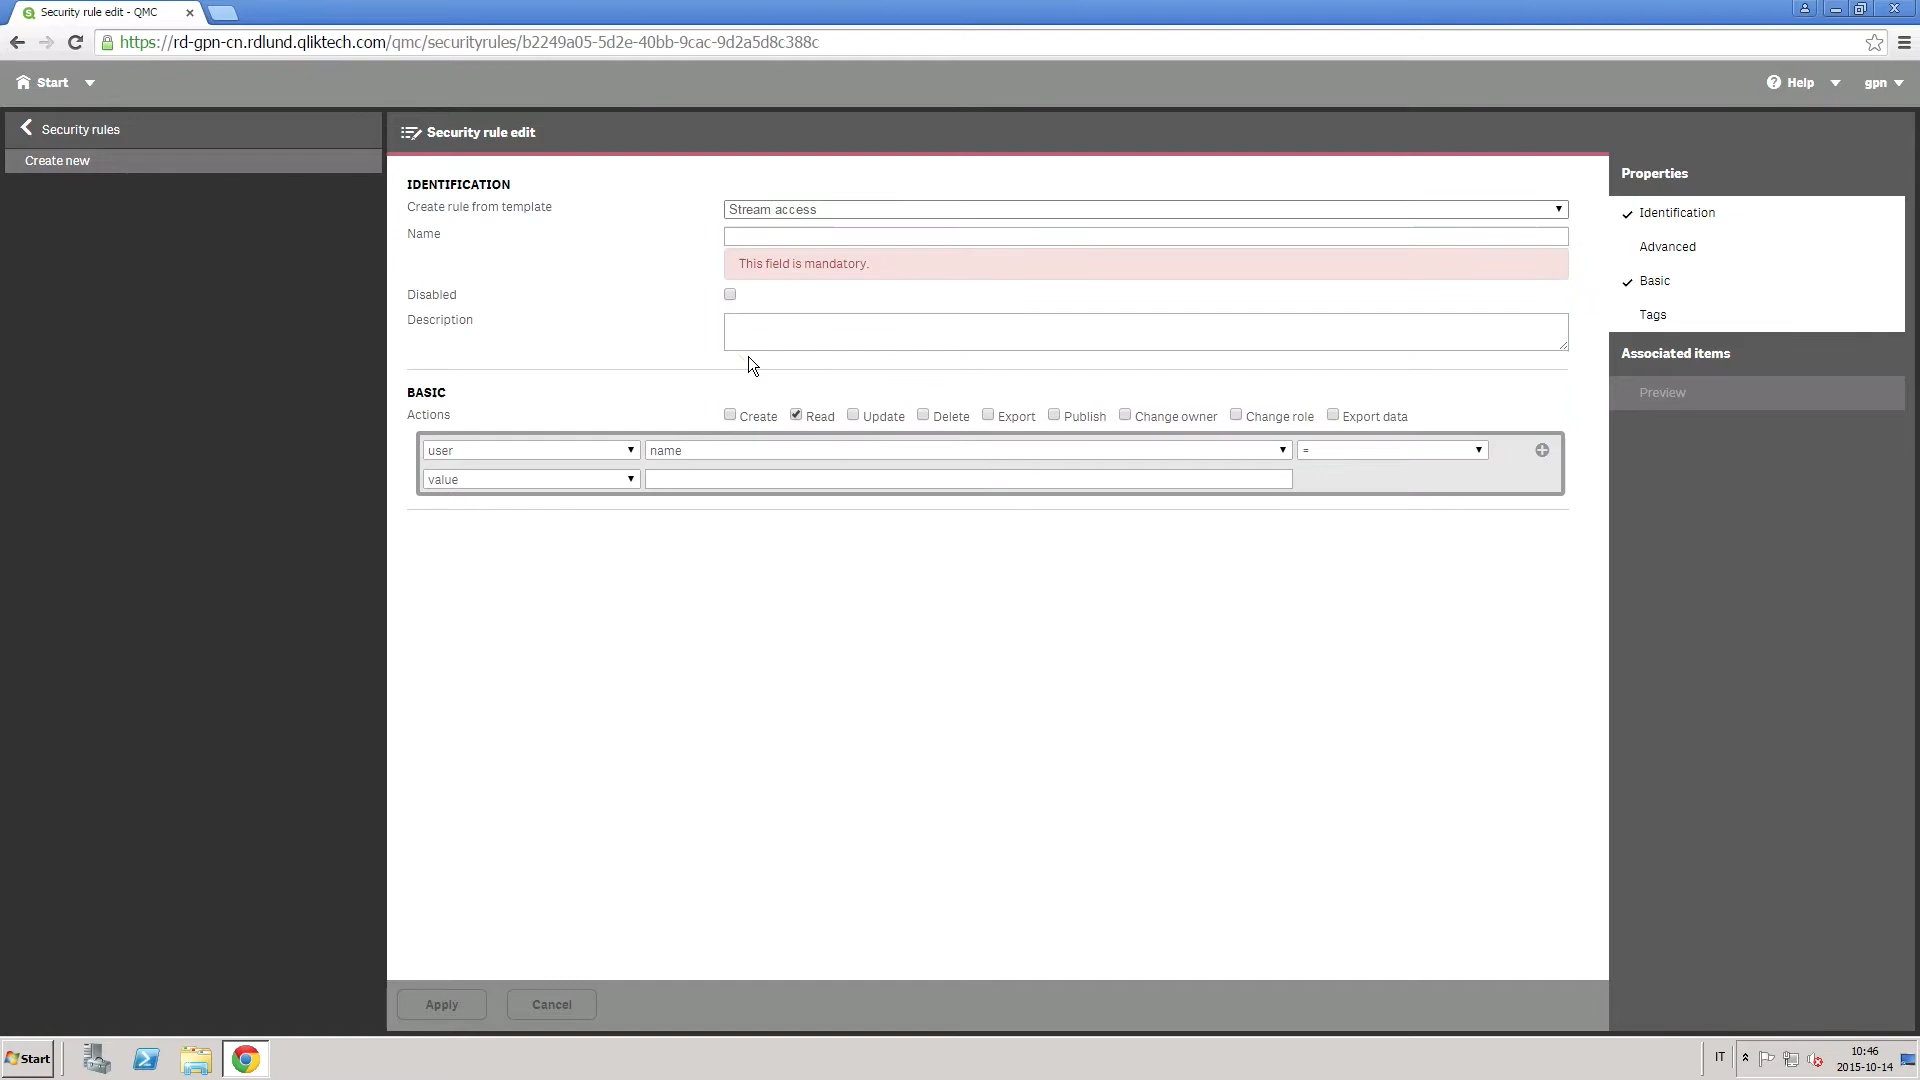 Security rule edit - QMC
https://rd-gpn-cn.rdlund.qliktech.com/qmc/securityrules/b2249a05-5d2e-40bb-9cac-9d2a5d8c388c
Start
Help
gpn
Security rules
Create new
Security rule edit
IDENTIFICATION
Create rule from template
Stream access
Name
This field is mandatory.
Disabled
Description
BASIC
Actions
Create Read Update Delete Export Publish Change owner Change role Export data
user name =
value
Apply
Cancel
Properties
Identification
Advanced
Basic
Tags
Associated items
Preview
Start
IT
10:46
2015-10-14